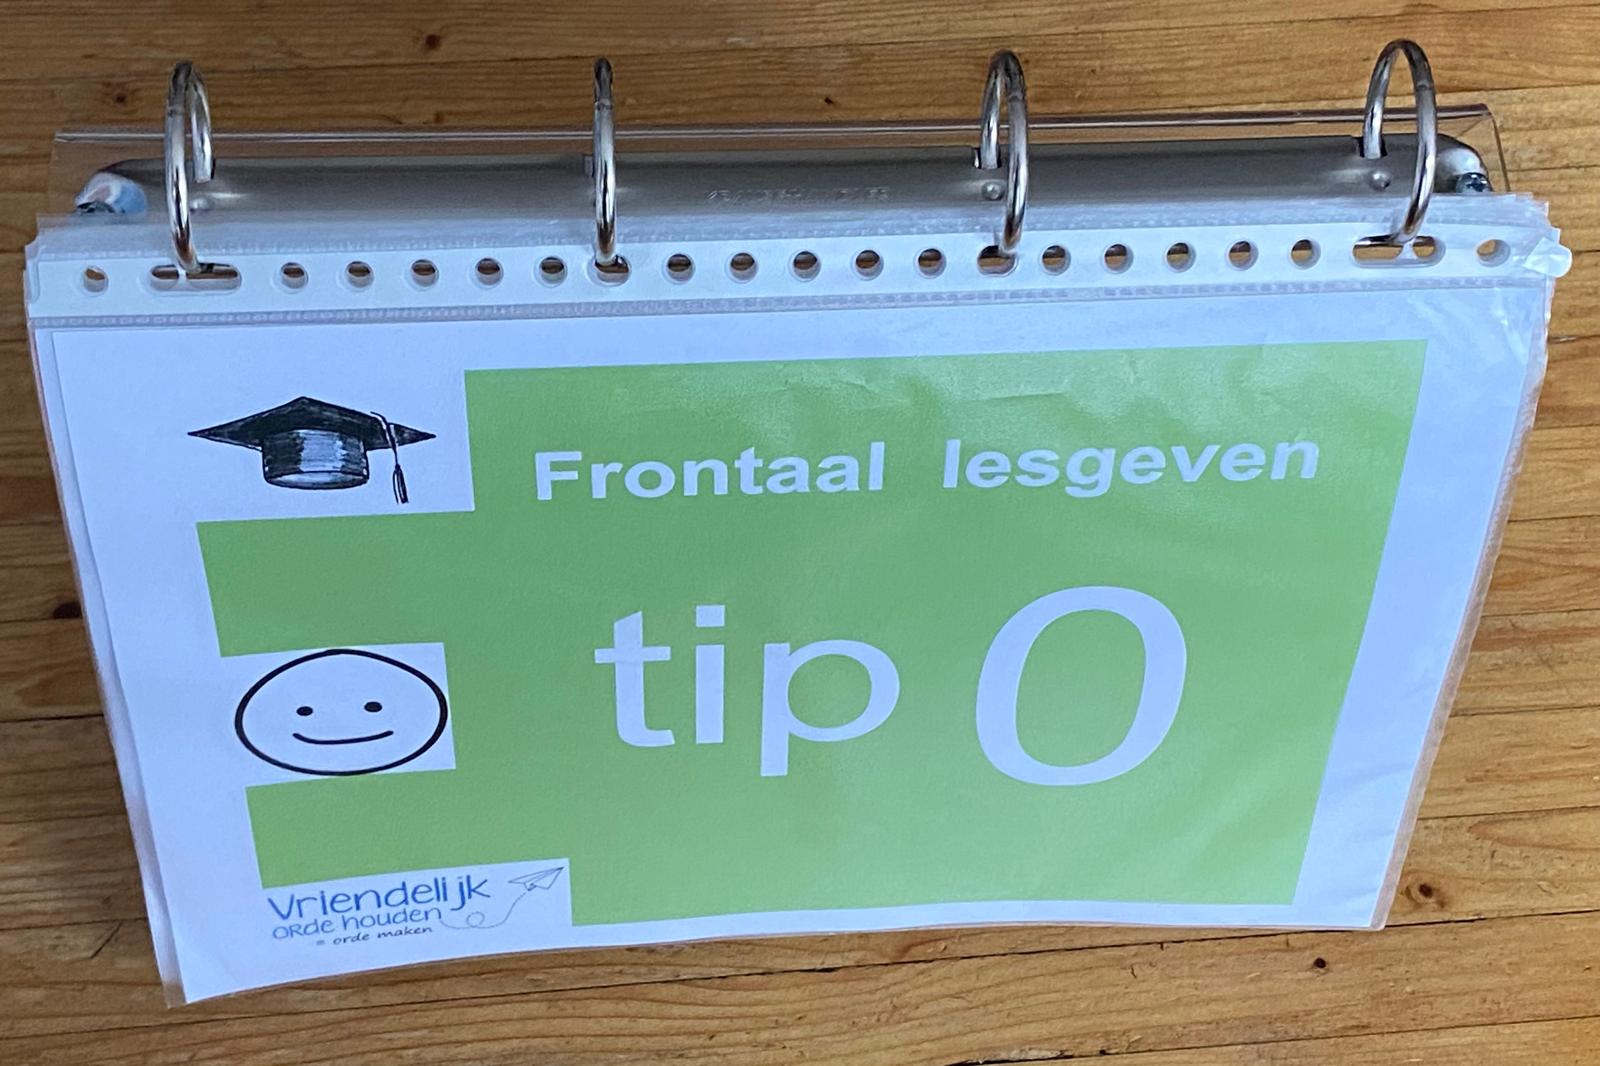 Frontaal lesgeven
tip 0
Vriendelijk
orde houden
= orde maken